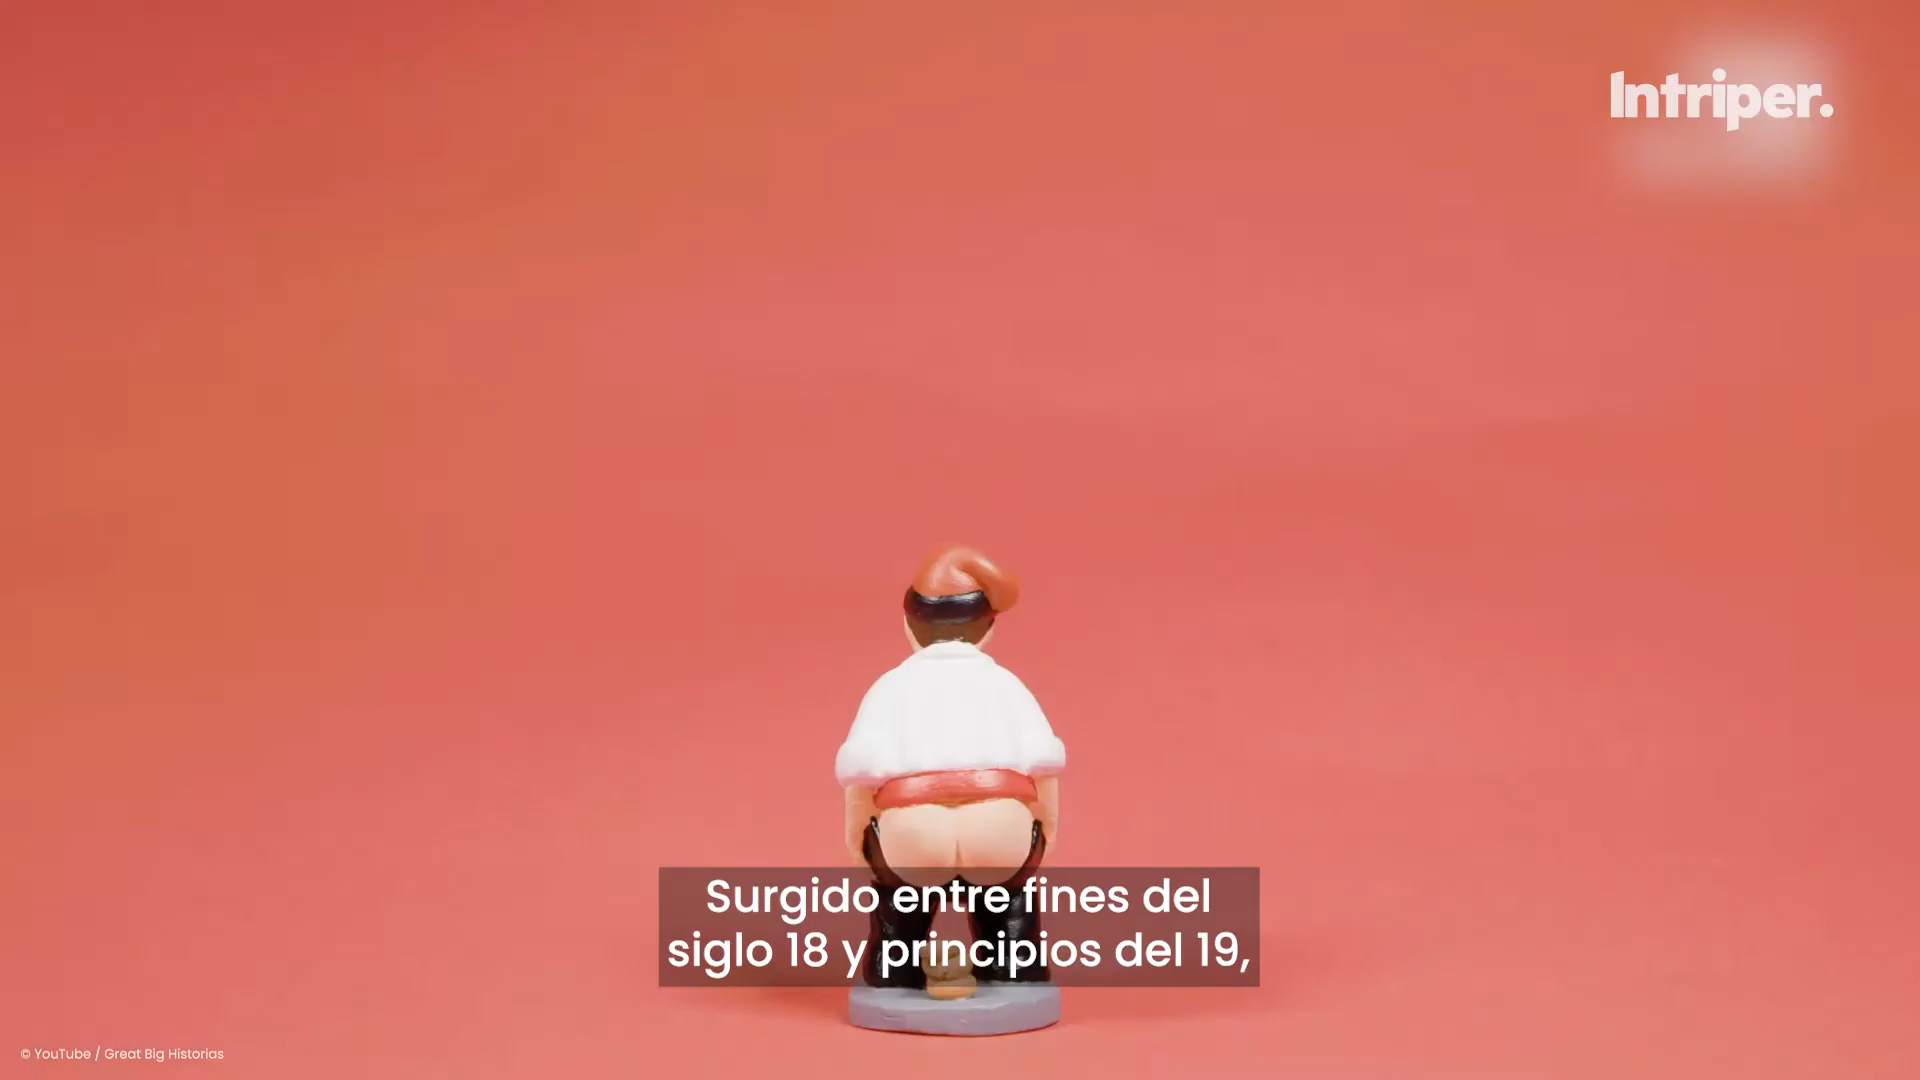 Intriper.
Surgido entre fines del
siglo 18 y principios del 19,
© YouTube / Great Big Historias